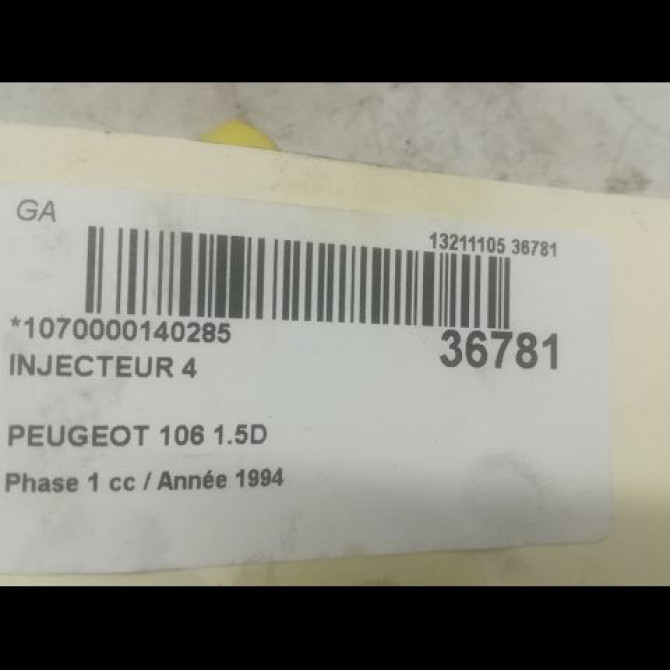 GA
13211105 36781
*1070000140285
36781
INJECTEUR 4
PEUGEOT 106 1.5D
Phase 1 cc / Année 1994